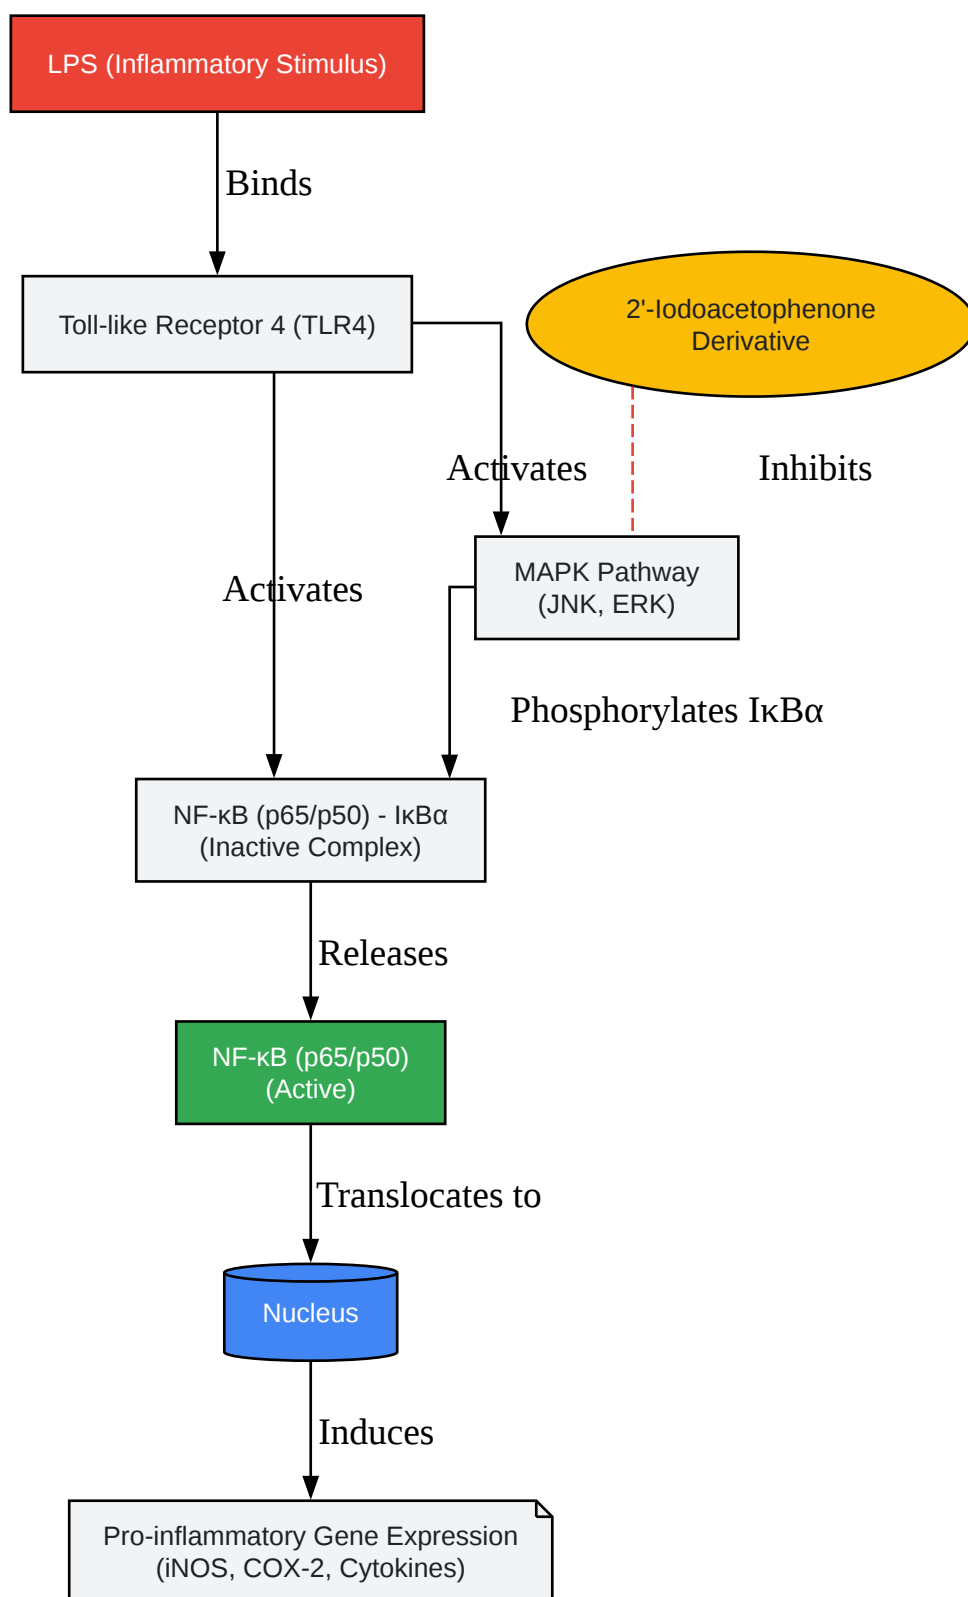 LPS (Inflammatory Stimulus)
Binds
Toll-like Receptor 4 (TLR4)
2'-Iodoacetophenone
Derivative
Activates
Inhibits
MAPK Pathway
(JNK, ERK)
Activates
Phosphorylates IκBα
NF-κB (p65/p50) - IκBα
(Inactive Complex)
Releases
NF-κB (p65/p50)
(Active)
Translocates to
Nucleus
Induces
Pro-inflammatory Gene Expression
(iNOS, COX-2, Cytokines)